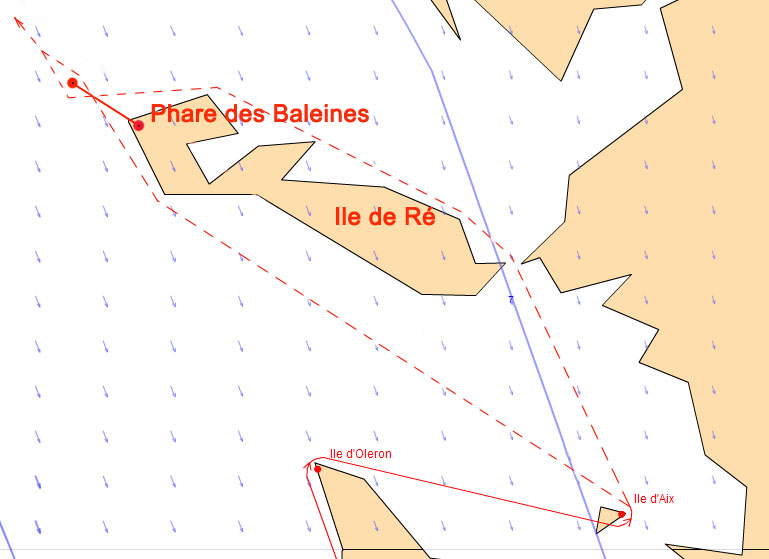 Phare des Baleines
Ile de Ré
7
Ile d'Oleron
Ile d'Aix